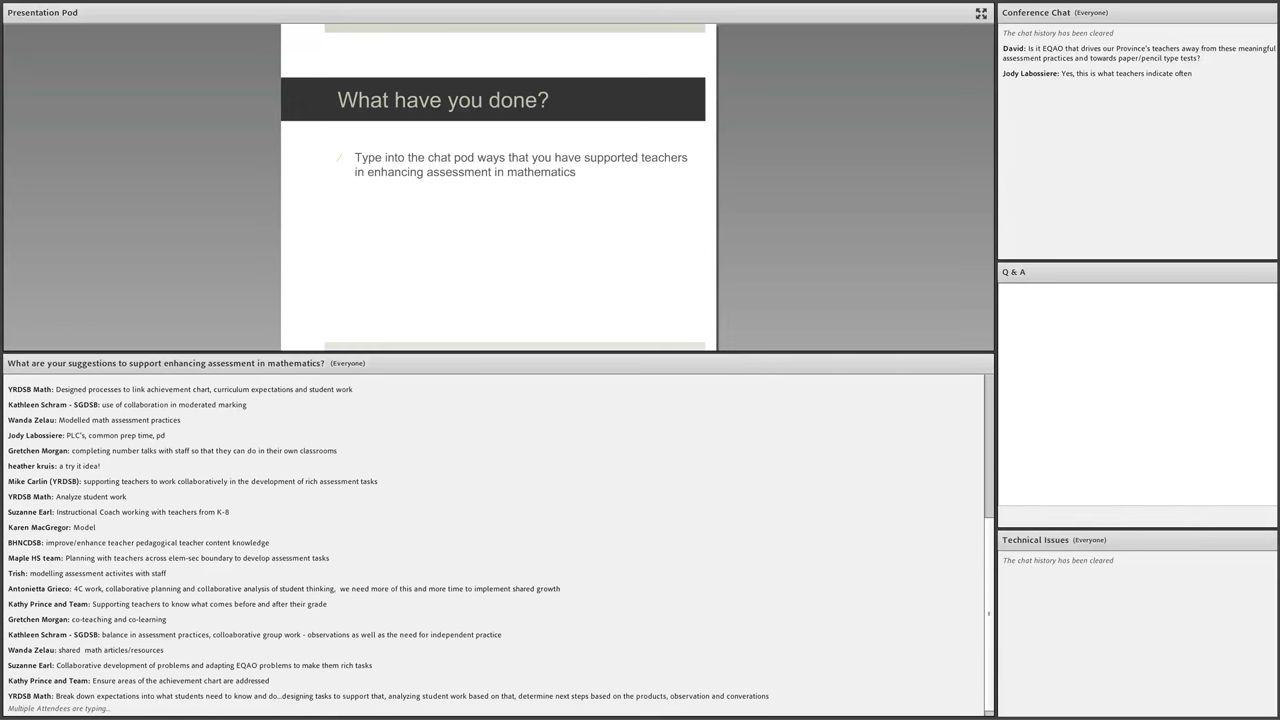 Presentation Pod
What have you done?
Type into the chat pod ways that you have supported teachers
in enhancing assessment in mathematics
What are your suggestions to support enhancing assessment in mathematics? (Everyone)
YRDSB Math: Designed processes to link achievement chart, curriculum expectations and student work
Kathleen Schram - SGDSB: use of collaboration in moderated marking
Wanda Zelau: Modelled math assessment practices
Jody Labossiere: PLC's, common prep time, pd
Gretchen Morgan: completing number talks with staff so that they can do in their own classrooms
heather kruis: a try it idea!
Mike Carlin (YRDSB): supporting teachers to work collaboratively in the development of rich assessment tasks
YRDSB Math: Analyze student work
Suzanne Earl: Instructional Coach working with teachers from K-8
Karen MacGregor: Model
BHNCDSB: improve/enhance teacher pedagogical teacher content knowledge
Maple HS team: Planning with teachers across elem-sec boundary to develop assessment tasks
Trish: modelling assessment activites with staff
Antonietta Grieco: 4C work, collaborative planning and collaborative analysis of student thinking, we need more of this and more time to implement shared growth
Kathy Prince and Team: Supporting teachers to know what comes before and after their grade
Gretchen Morgan: co-teaching and co-learning
Kathleen Schram - SGDSB: balance in assessment practices, colloaborative group work - observations as well as the need for independent practice
Wanda Zelau: shared math articles/resources
Suzanne Earl: Collaborative development of problems and adapting EQAO problems to make them rich tasks
Kathy Prince and Team: Ensure areas of the achievement chart are addressed
YRDSB Math: Break down expectations into what students need to know and do...designing tasks to support that, analyzing student work based on that, determine next steps based on the products, observation and converations
Multiple Attendees are typing...
Conference Chat (Everyone)
The chat history has been cleared
David: Is it EQAO that drives our Province's teachers away from these meaningful
assessment practices and towards paper/pencil type tests?
Jody Labossiere: Yes, this is what teachers indicate often
Q & A
Technical Issues (Everyone)
The chat history has been cleared